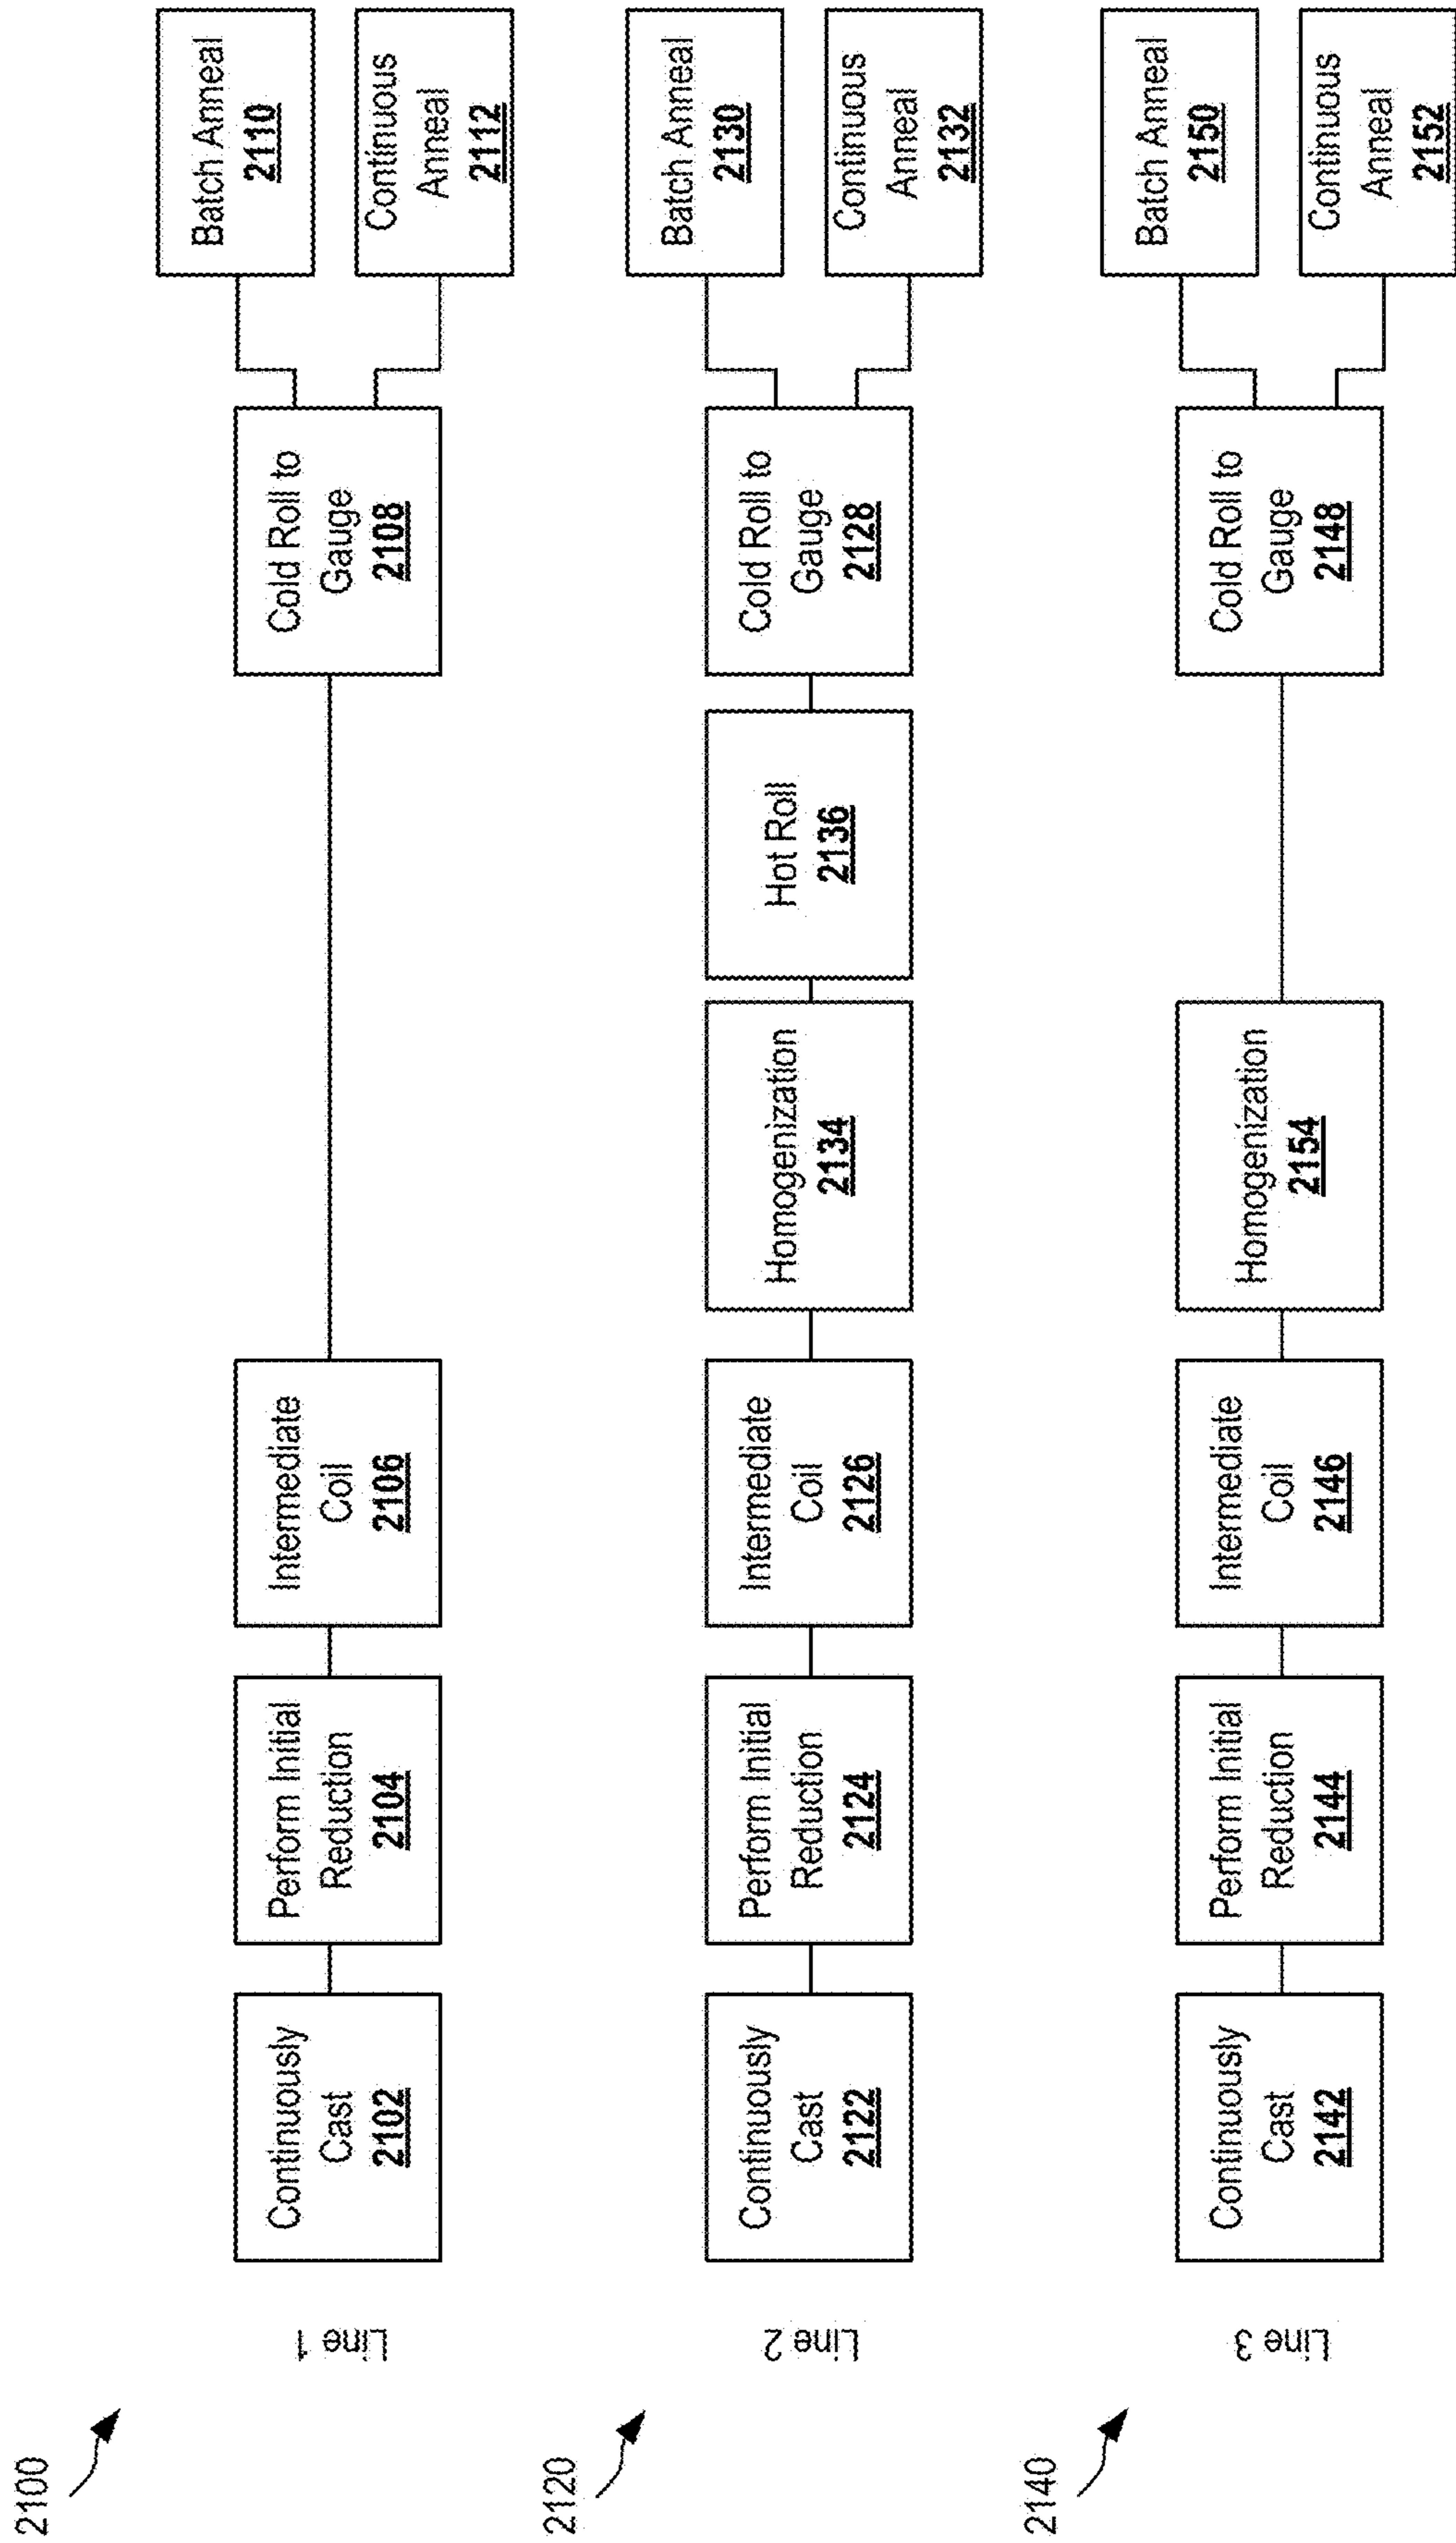 2100
Line 1
Continuously
Cast
2102
Perform Initial
Reduction
2104
Intermediate
Coil
2106
Cold Roll to
Gauge
2108
Batch Anneal
2110
Continuous
Anneal
2112
2120
Line 2
Continuously
Cast
2122
Perform Initial
Reduction
2124
Intermediate
Coil
2126
Homogenization
2134
Hot Roll
2136
Cold Roll to
Gauge
2128
Batch Anneal
2130
Continuous
Anneal
2132
2140
Line 3
Continuously
Cast
2142
Perform Initial
Reduction
2144
Intermediate
Coil
2146
Homogenization
2154
Cold Roll to
Gauge
2148
Batch Anneal
2150
Continuous
Anneal
2152